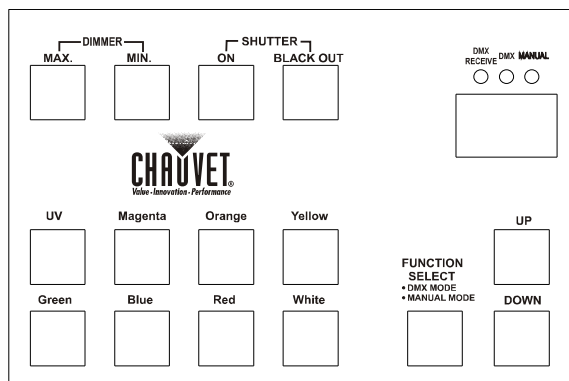 DIMMER
SHUTTER
MAX. MIN. ON BLACK OUT
DMX RECEIVE DMX MANUAL
CHAUVET®
Value · Innovation · Performance
UV Magenta Orange Yellow
UP
FUNCTION
SELECT
• DMX MODE
• MANUAL MODE
Green Blue Red White
DOWN